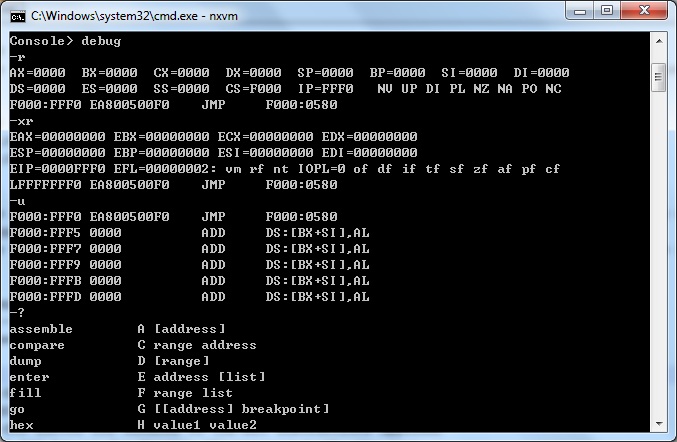 C:\Windows\system32\cmd.exe - nxvm
Console> debug
-r
AX=0000  BX=0000  CX=0000  DX=0000  SP=0000  BP=0000  SI=0000  DI=0000
DS=0000  ES=0000  SS=0000  CS=F000  IP=FFF0   NV UP DI PL NZ NA PO NC
F000:FFF0 EA800500F0    JMP     F000:0580
-xr
EAX=00000000 EBX=00000000 ECX=00000000 EDX=00000000
ESP=00000000 EBP=00000000 ESI=00000000 EDI=00000000
EIP=0000FFF0 EFL=00000002: vm rf nt IOPL=0 of df if tf sf zf af pf cf
LFFFFFFF0 EA800500F0    JMP     F000:0580
-u
F000:FFF0 EA800500F0    JMP     F000:0580
F000:FFF5 0000          ADD     DS:[BX+SI],AL
F000:FFF7 0000          ADD     DS:[BX+SI],AL
F000:FFF9 0000          ADD     DS:[BX+SI],AL
F000:FFFB 0000          ADD     DS:[BX+SI],AL
F000:FFFD 0000          ADD     DS:[BX+SI],AL
-?
assemble        A [address]
compare         C range address
dump            D [range]
enter           E address [list]
fill            F range list
go              G [[address] breakpoint]
hex             H value1 value2